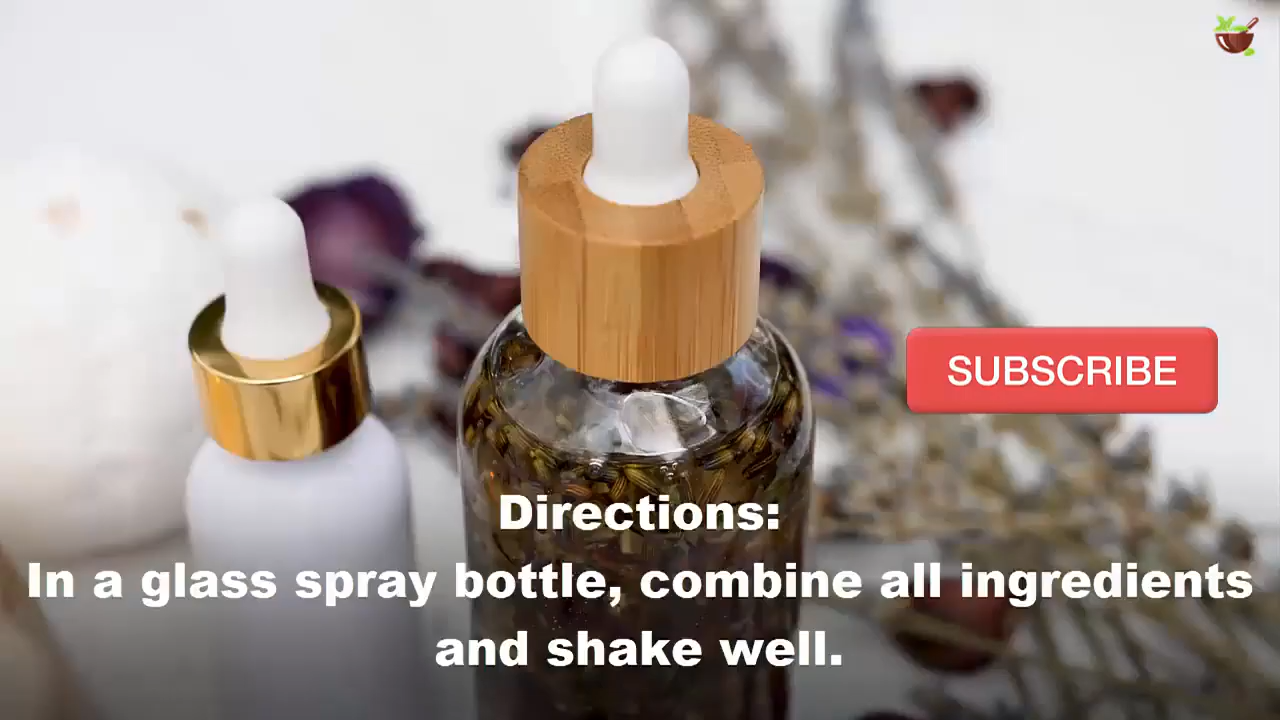 SUBSCRIBE
Directions:
In a glass spray bottle, combine all ingredients
and shake well.